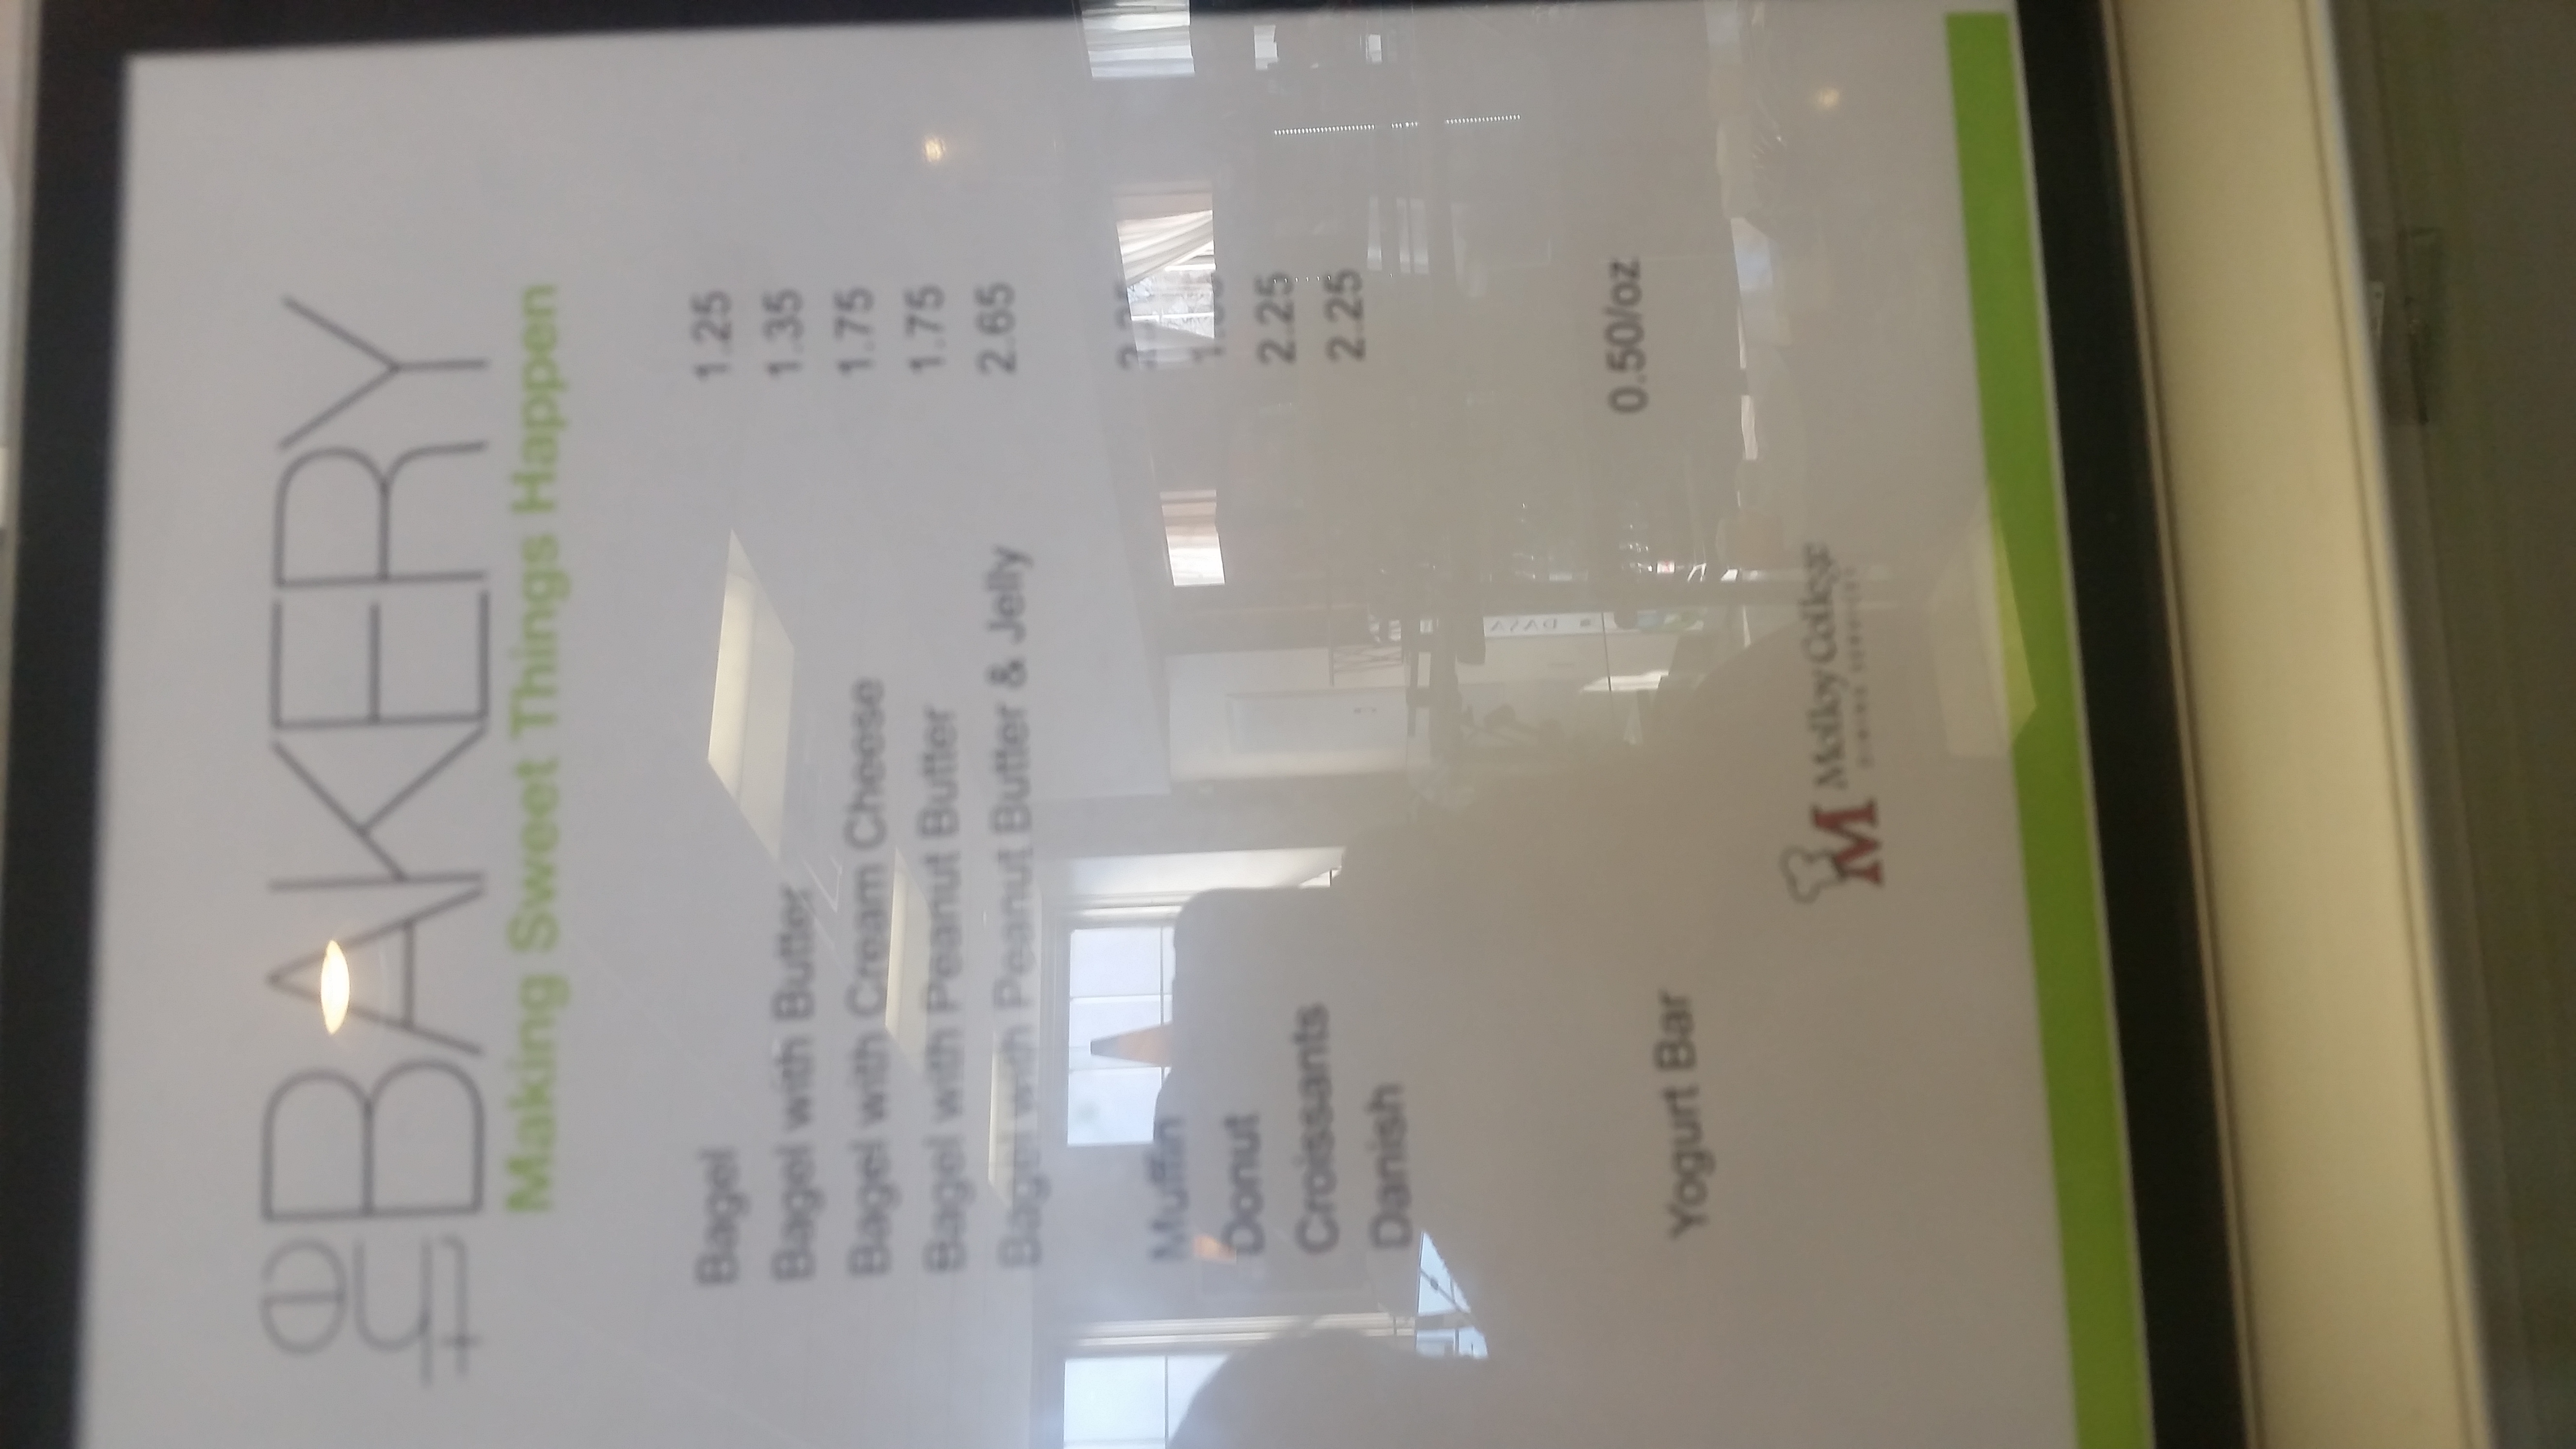 the BAKERY
Making Sweet Things Happen
Bagel 1.25
Bagel with Butter 1.35
Bagel with Cream Cheese 1.75
Bagel with Peanut Butter 1.75
Bagel with Peanut Butter & Jelly 2.65
Muffin
Donut
Croissants 2.25
Danish 2.25
Yogurt Bar 0.50/oz
M Molloy College
DINING SERVICES